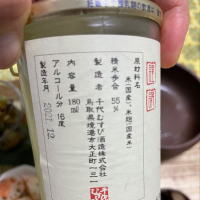 清酒
原材料名
米(国産)、米麹(国産米)
精米歩合 55%
製造者 千代むすび酒造株式会社
鳥取県境港市大正町一三一
内容量 180ml
アルコール分 16度
製造年月
2021.12